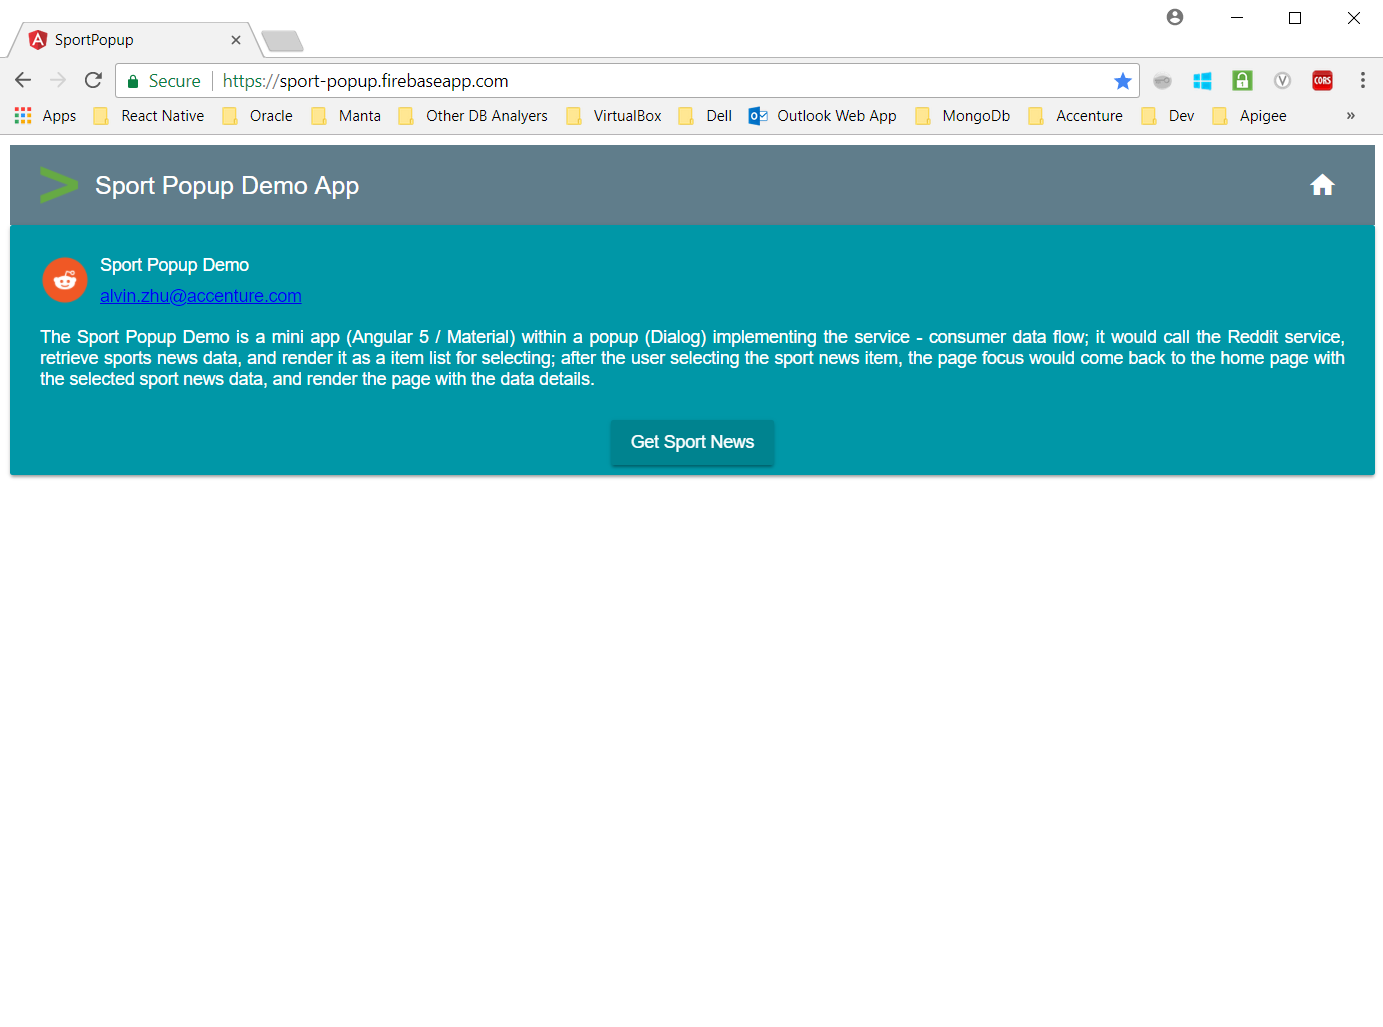 SportPopup
Secure https://sport-popup.firebaseapp.com
V
CORS
Apps React Native Oracle Manta Other DB Analyers VirtualBox Dell Outlook Web App MongoDb Accenture Dev Apigee »
Sport Popup Demo App
Sport Popup Demo
alvin.zhu@accenture.com
The Sport Popup Demo is a mini app (Angular 5 / Material) within a popup (Dialog) implementing the service - consumer data flow; it would call the Reddit service,
retrieve sports news data, and render it as a item list for selecting; after the user selecting the sport news item, the page focus would come back to the home page with
the selected sport news data, and render the page with the data details.
Get Sport News